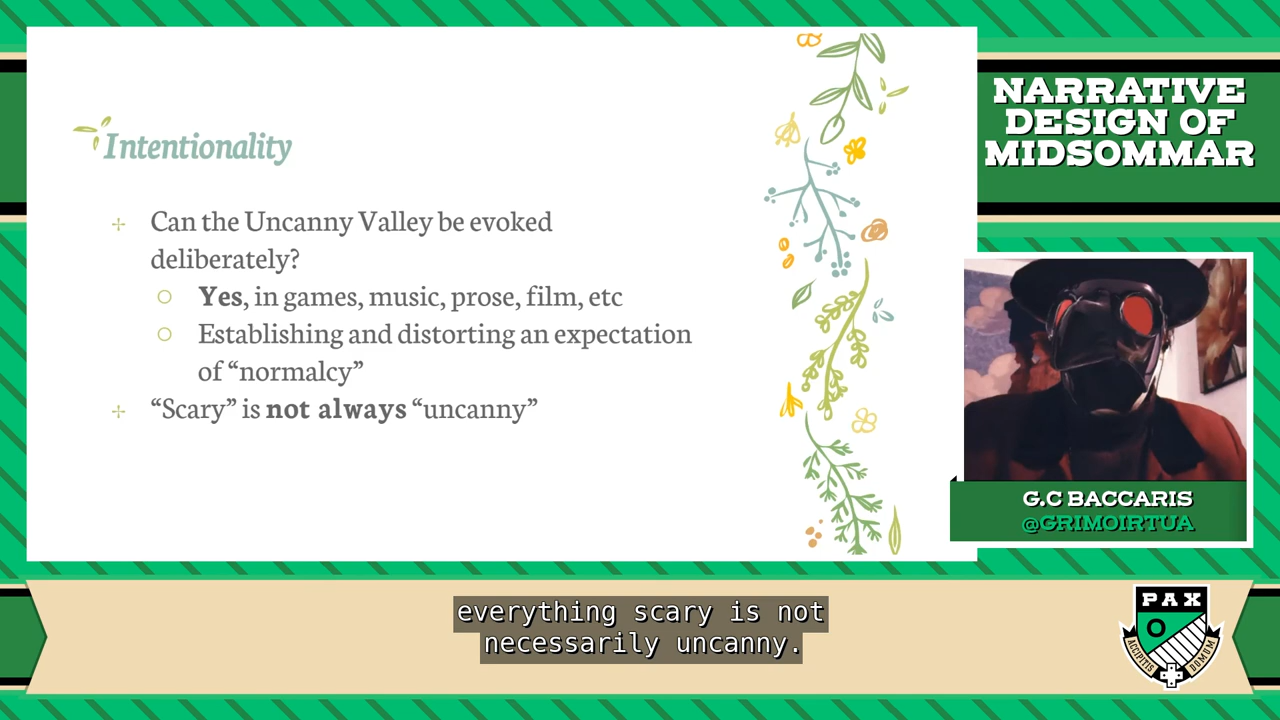 Intentionality
Can the Uncanny Valley be evoked
deliberately?
Yes, in games, music, prose, film, etc
Establishing and distorting an expectation
of “normalcy”
“Scary” is not always “uncanny”
NARRATIVE
DESIGN OF
MIDSOMMAR
G.C BACCARIS
@GRIMOIRTUA
everything scary is not
necessarily uncanny.
PAX
O
ACCIPITIS
DOMUM